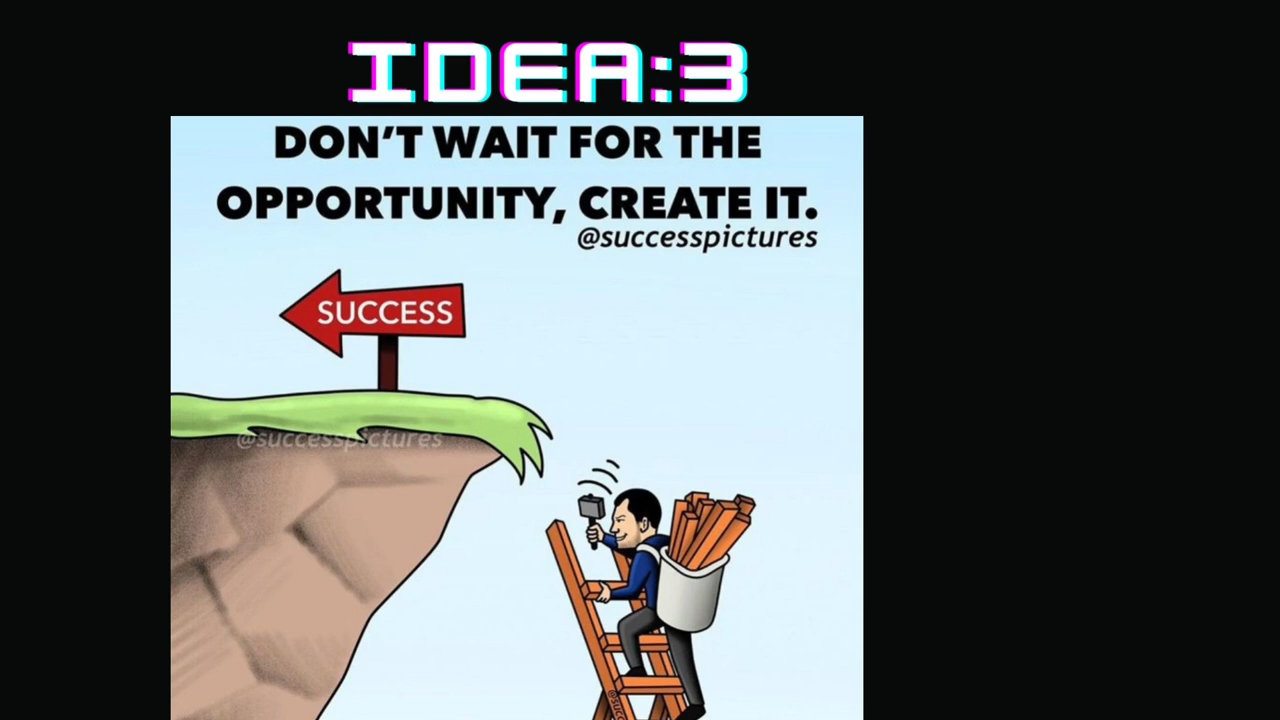 IDEA:3
DON'T WAIT FOR THE
OPPORTUNITY, CREATE IT.
@successpictures
SUCCESS
@successpictures